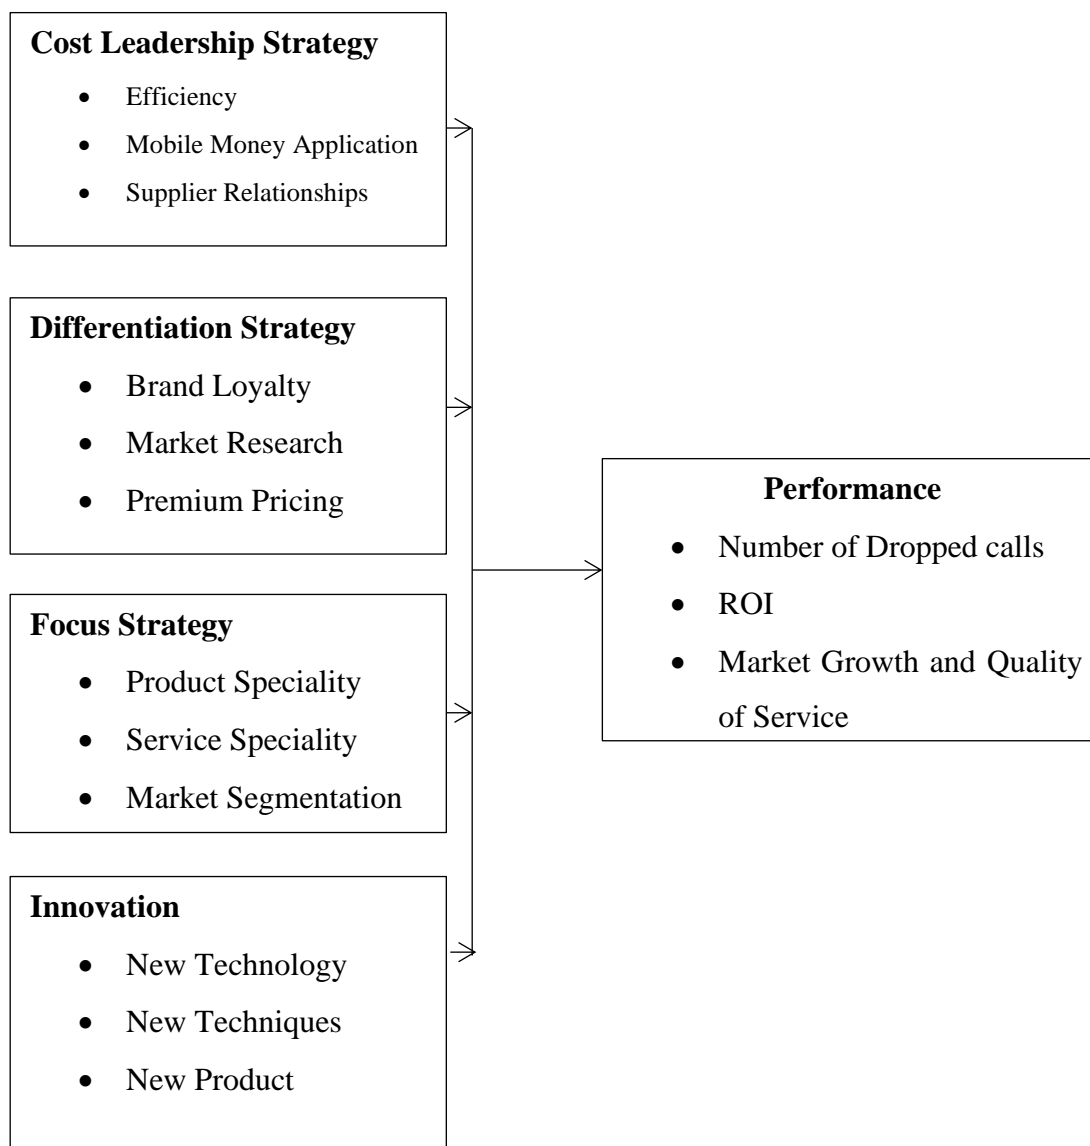 Cost Leadership Strategy
• Efficiency
• Mobile Money Application
• Supplier Relationships
Differentiation Strategy
• Brand Loyalty
• Market Research
• Premium Pricing
Focus Strategy
• Product Speciality
• Service Speciality
• Market Segmentation
Innovation
• New Technology
• New Techniques
• New Product
Performance
• Number of Dropped calls
• ROI
• Market Growth and Quality
of Service